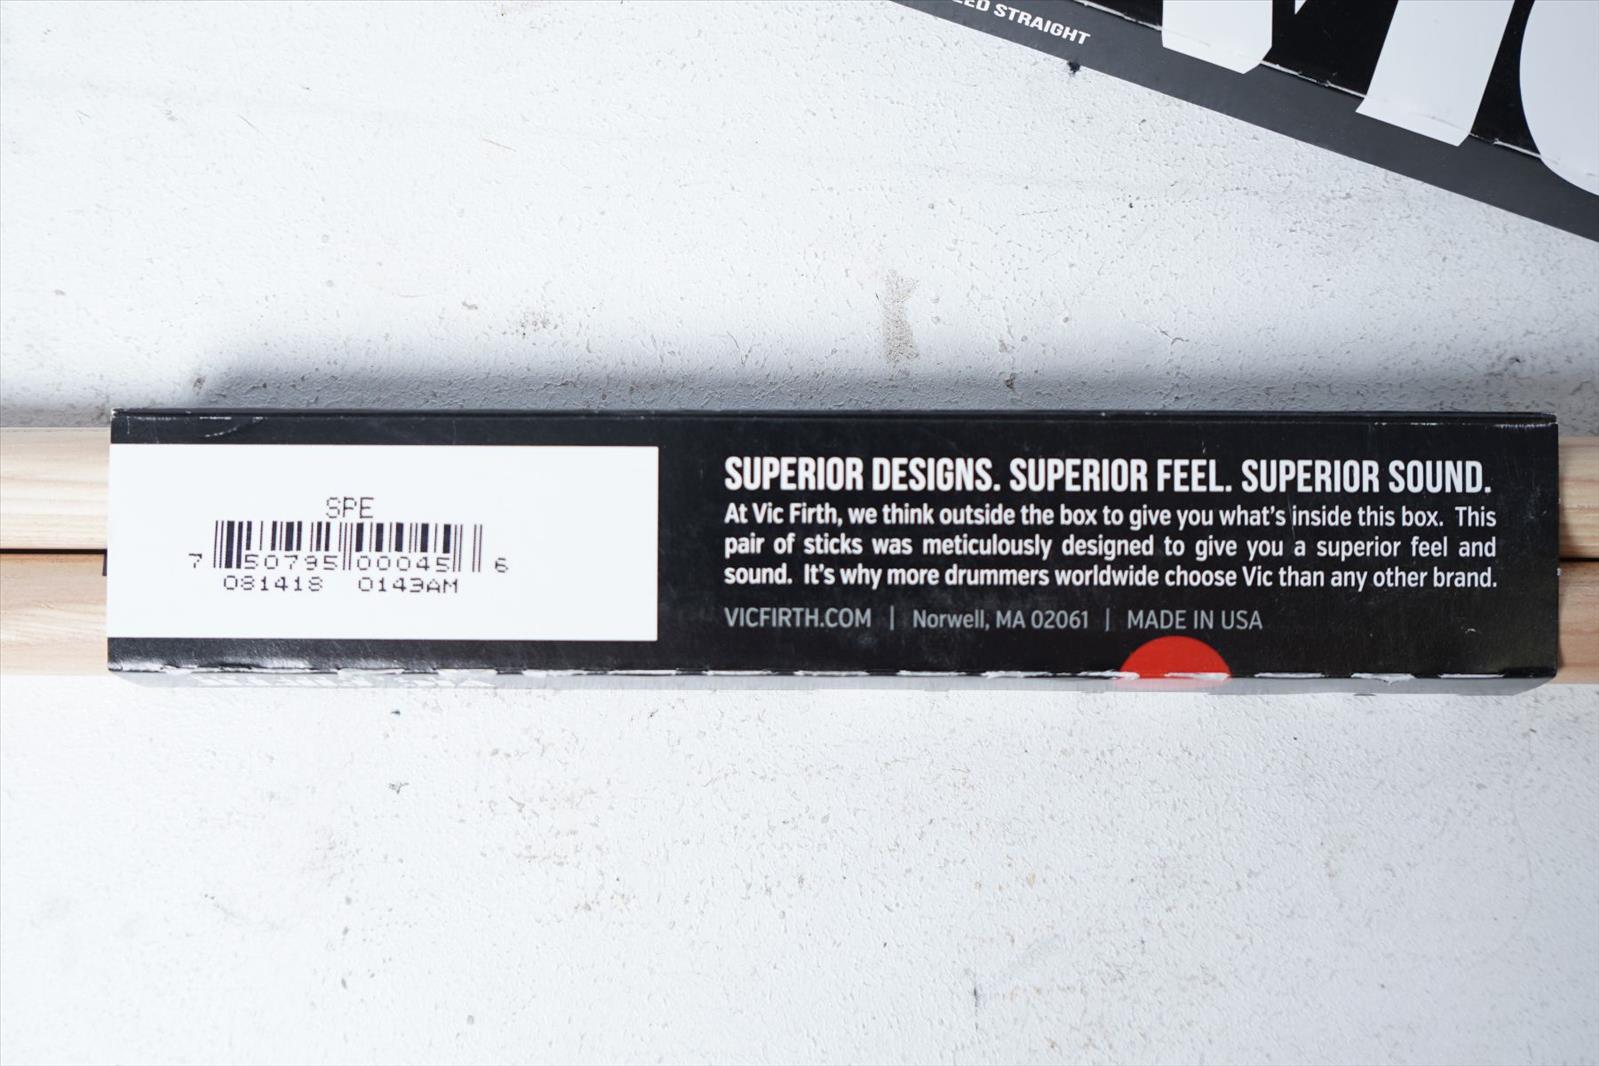 STRAIGHT
SPE
7 50795 00045 6
081418 0143AM
SUPERIOR DESIGNS. SUPERIOR FEEL. SUPERIOR SOUND.
At Vic Firth, we think outside the box to give you what's inside this box. This
pair of sticks was meticulously designed to give you a superior feel and
sound. It's why more drummers worldwide choose Vic than any other brand.
VICFIRTH.COM | Norwell, MA 02061 | MADE IN USA